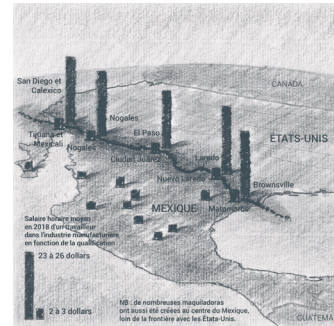 CANADA
San Diego et
Calexico
Nogales
El Paso
ÉTATS-UNIS
Tijuana et
Mexicali
Nogales
Ciudad Juárez
Laredo
Nuevo Laredo
Brownsville
MEXIQUE
Matamoros
Salaire horaire moyen
en 2018 d'un travailleur
dans l'industrie manufacturière
en fonction de la qualification
23 à 26 dollars
2 à 3 dollars
NB : de nombreuses maquiladoras
ont aussi été créées au centre du Mexique,
loin de la frontière avec les États-Unis.